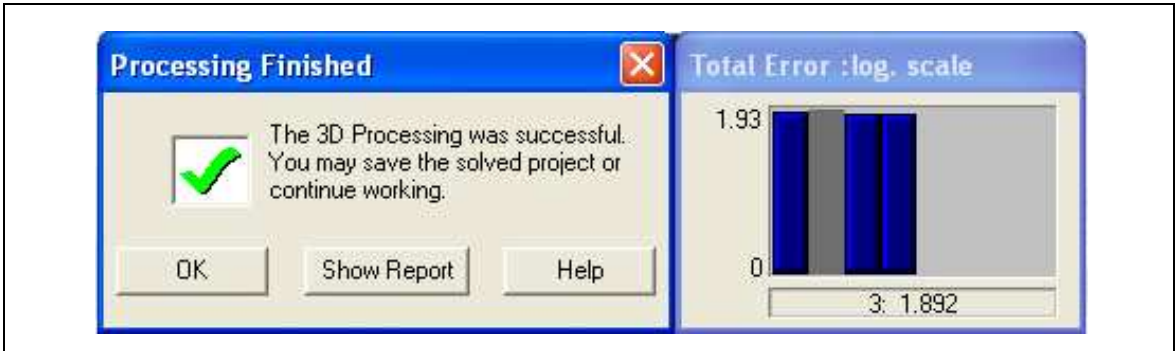 Processing Finished
The 3D Processing was successful.
You may save the solved project or
continue working.
OK
Show Report
Help
Total Error :log. scale
1.93
0
3: 1.892